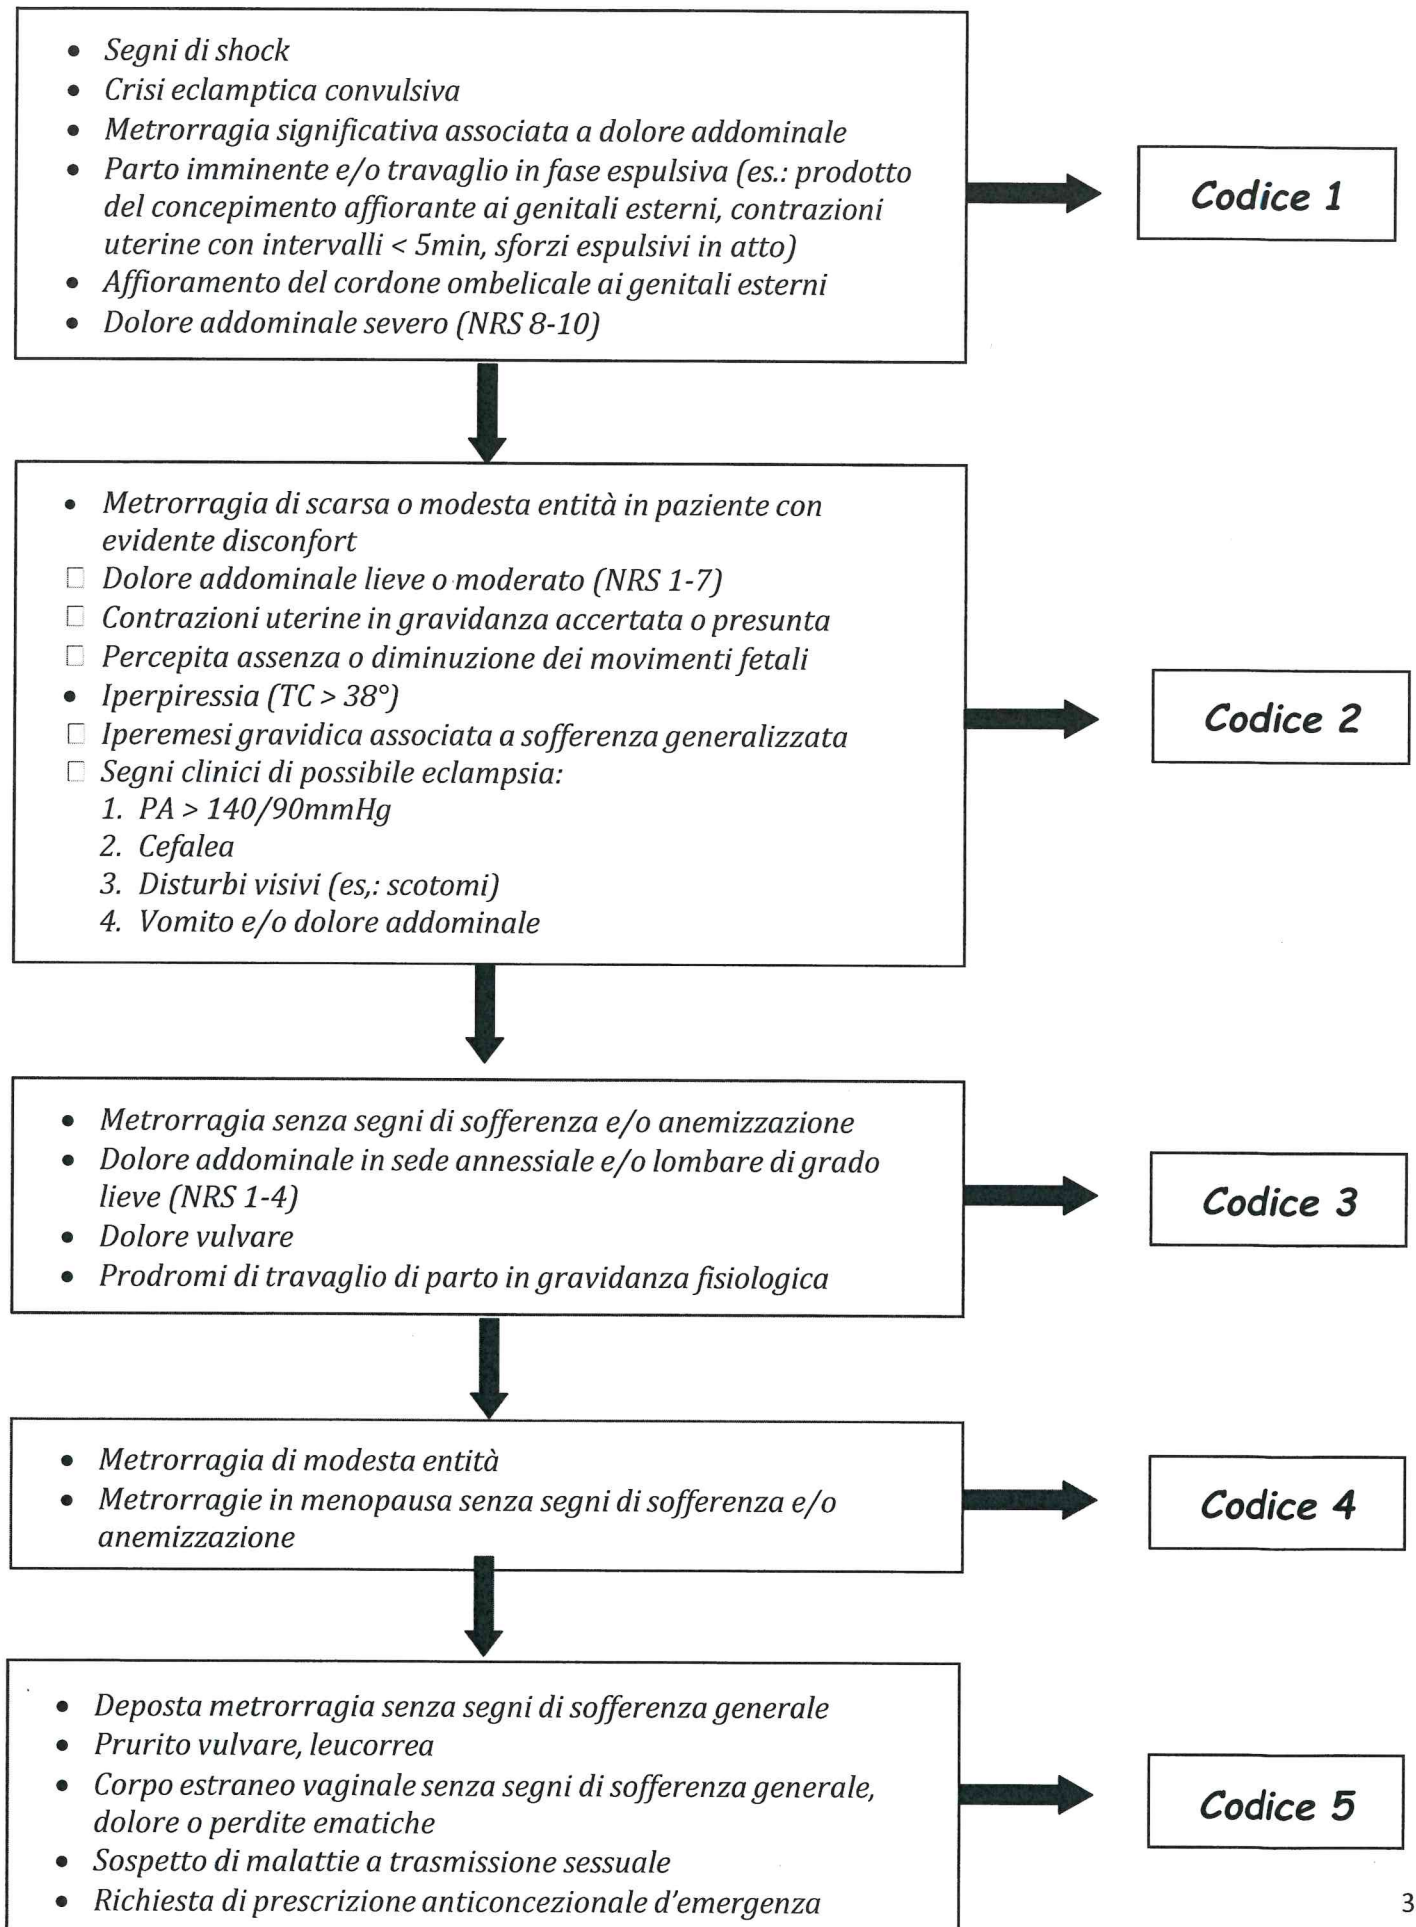 • Segni di shock
• Crisi eclamptica convulsiva
• Metrorragia significativa associata a dolore addominale
• Parto imminente e/o travaglio in fase espulsiva (es.: prodotto
del concepimento affiorante ai genitali esterni, contrazioni
uterine con intervalli < 5min, sforzi espulsivi in atto)
• Affioramento del cordone ombelicale ai genitali esterni
• Dolore addominale severo (NRS 8-10)
Codice 1
• Metrorragia di scarsa o modesta entità in paziente con
evidente disconfort
□ Dolore addominale lieve o moderato (NRS 1-7)
□ Contrazioni uterine in gravidanza accertata o presunta
□ Percepita assenza o diminuzione dei movimenti fetali
• Iperpiressia (TC > 38°)
□ Iperemesi gravidica associata a sofferenza generalizzata
□ Segni clinici di possibile eclampsia:
1. PA > 140/90mmHg
2. Cefalea
3. Disturbi visivi (es,: scotomi)
4. Vomito e/o dolore addominale
Codice 2
• Metrorragia senza segni di sofferenza e/o anemizzazione
• Dolore addominale in sede annessiale e/o lombare di grado
lieve (NRS 1-4)
• Dolore vulvare
• Prodromi di travaglio di parto in gravidanza fisiologica
Codice 3
• Metrorragia di modesta entità
• Metrorragie in menopausa senza segni di sofferenza e/o
anemizzazione
Codice 4
• Deposta metrorragia senza segni di sofferenza generale
• Prurito vulvare, leucorrea
• Corpo estraneo vaginale senza segni di sofferenza generale,
dolore o perdite ematiche
• Sospetto di malattie a trasmissione sessuale
• Richiesta di prescrizione anticoncezionale d'emergenza
Codice 5
3